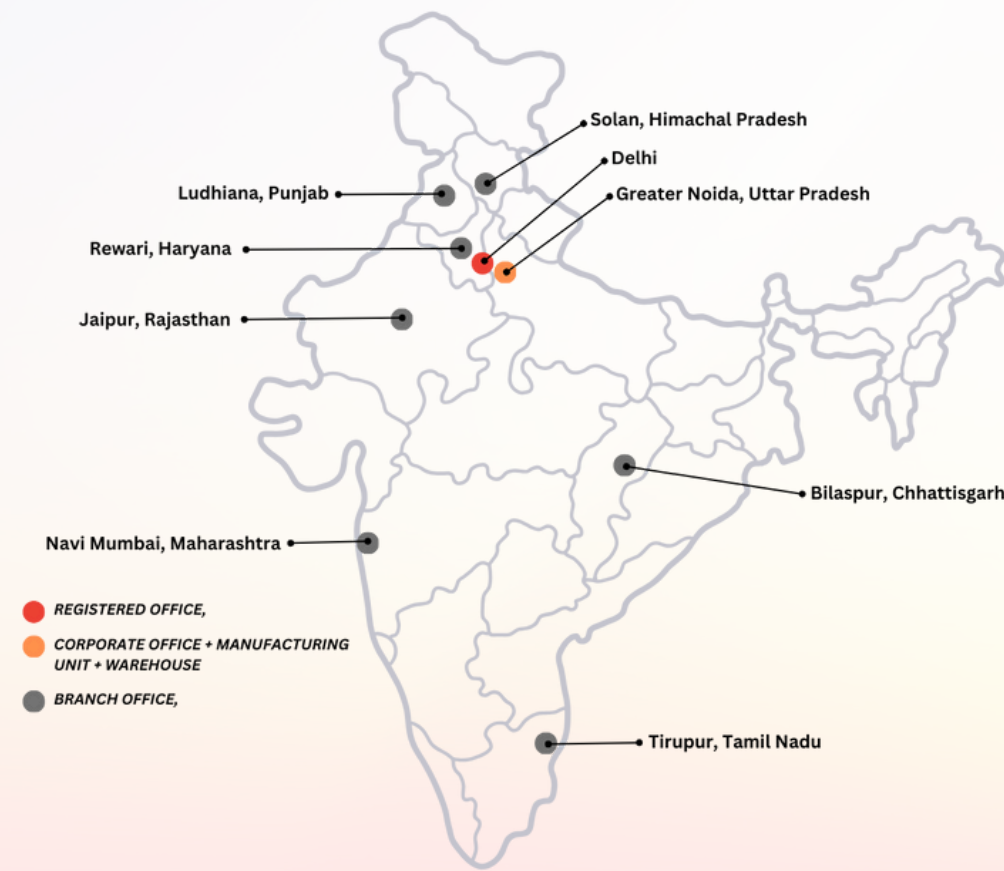 Solan, Himachal Pradesh
Delhi
Ludhiana, Punjab
Greater Noida, Uttar Pradesh
Rewari, Haryana
Jaipur, Rajasthan
Bilaspur, Chhattisgarh
Navi Mumbai, Maharashtra
REGISTERED OFFICE,
CORPORATE OFFICE + MANUFACTURING
UNIT + WAREHOUSE
BRANCH OFFICE,
Tirupur, Tamil Nadu